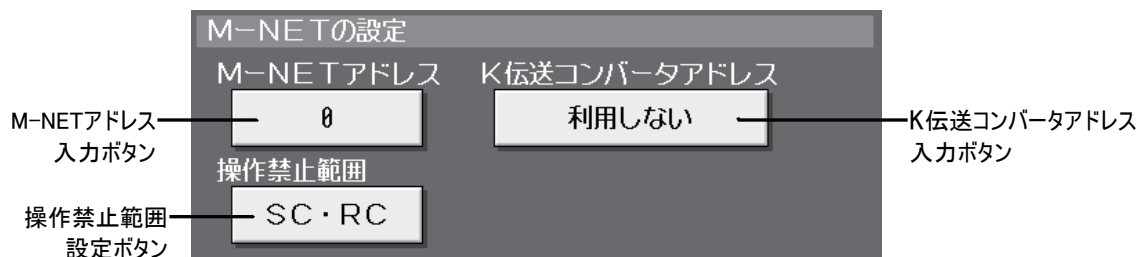 M−NETの設定
M−NETアドレス
K伝送コンバータアドレス
M−NETアドレス
入力ボタン
0
利用しない
K伝送コンバータアドレス
入力ボタン
操作禁止範囲
操作禁止範囲
設定ボタン
SC・RC